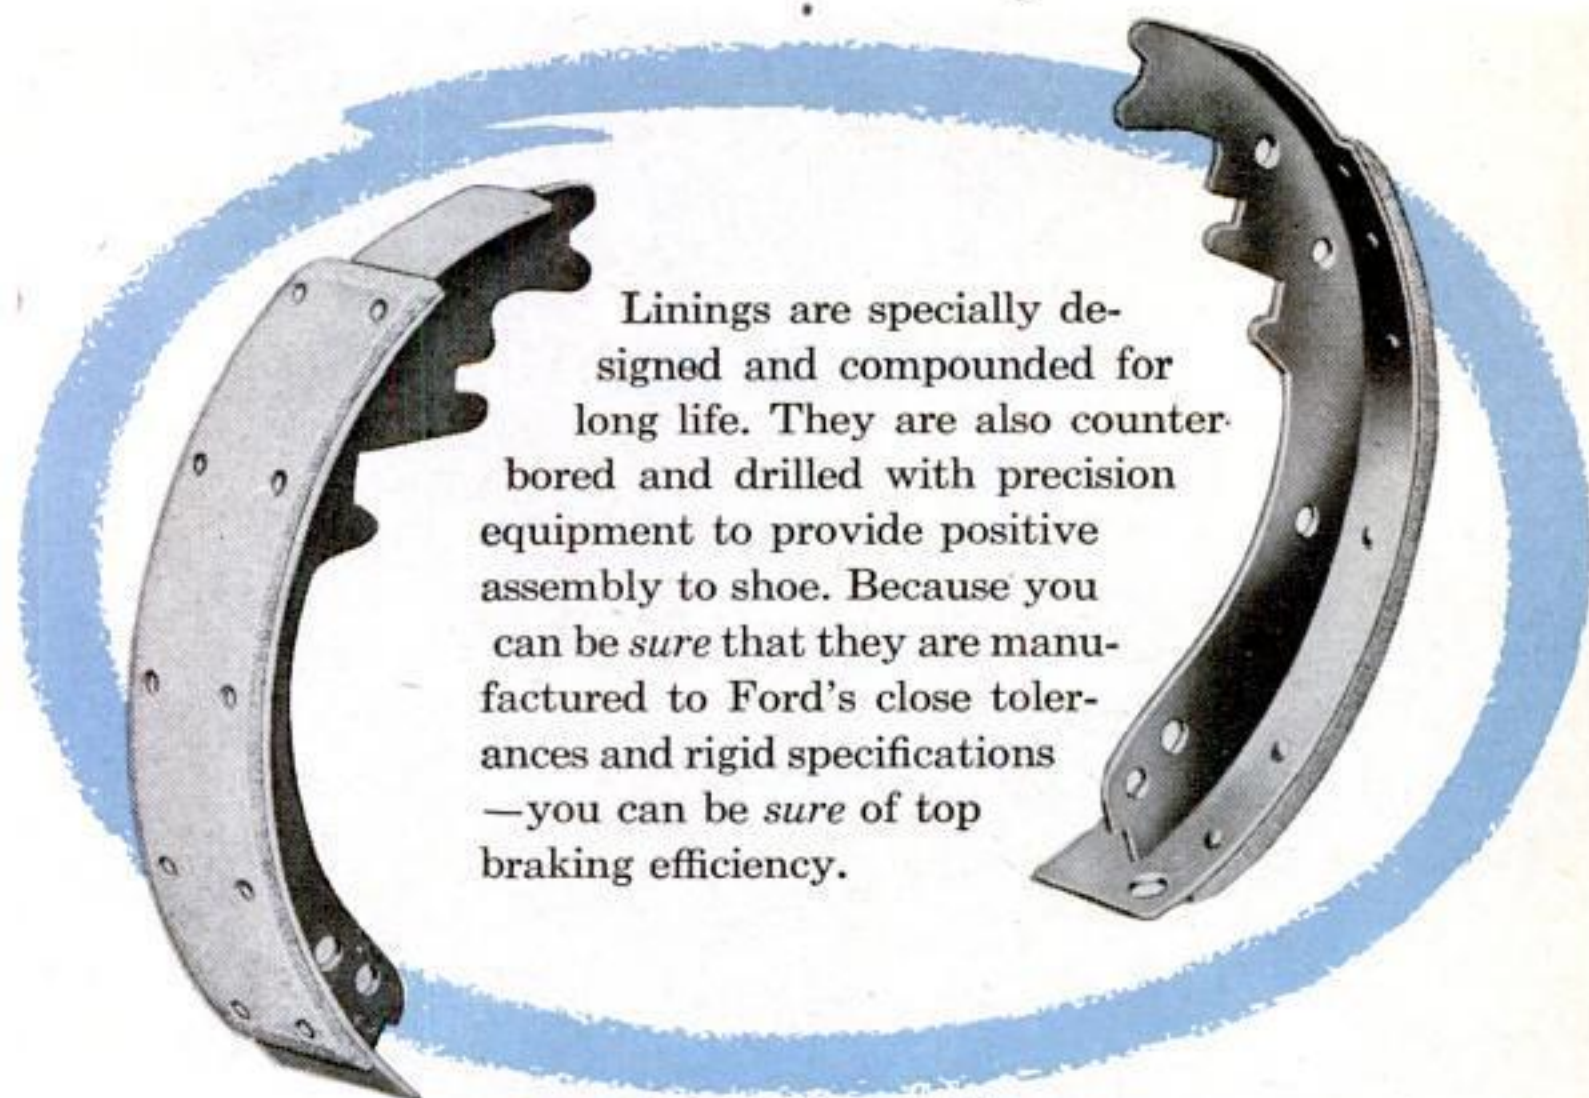 Linings are specially de-
signed and compounded for
long life. They are also counter-
bored and drilled with precision
equipment to provide positive
assembly to shoe. Because you
can be sure that they are manu-
factured to Ford's close toler-
ances and rigid specifications
—you can be sure of top
braking efficiency.